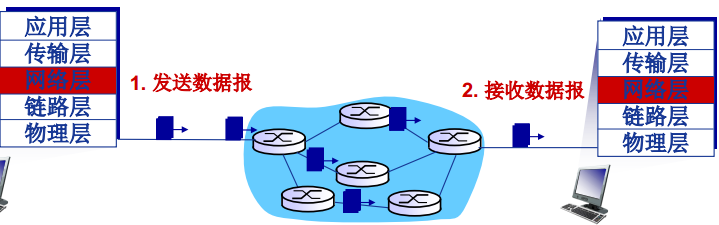 应用层
传输层
网络层
链路层
物理层
1. 发送数据报
2. 接收数据报
应用层
传输层
网络层
链路层
物理层